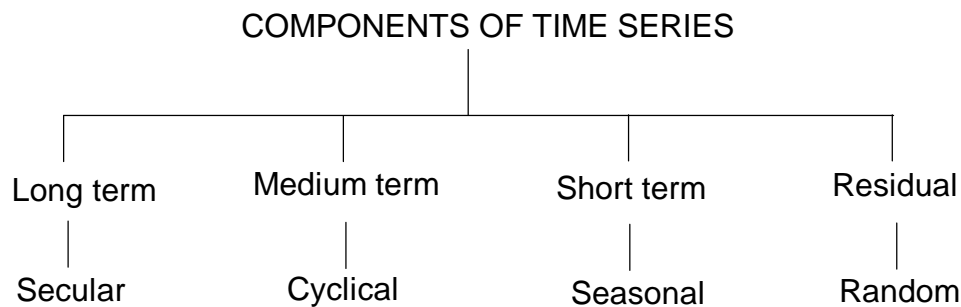 COMPONENTS OF TIME SERIES
Long term Medium term Short term Residual
Secular Cyclical Seasonal Random